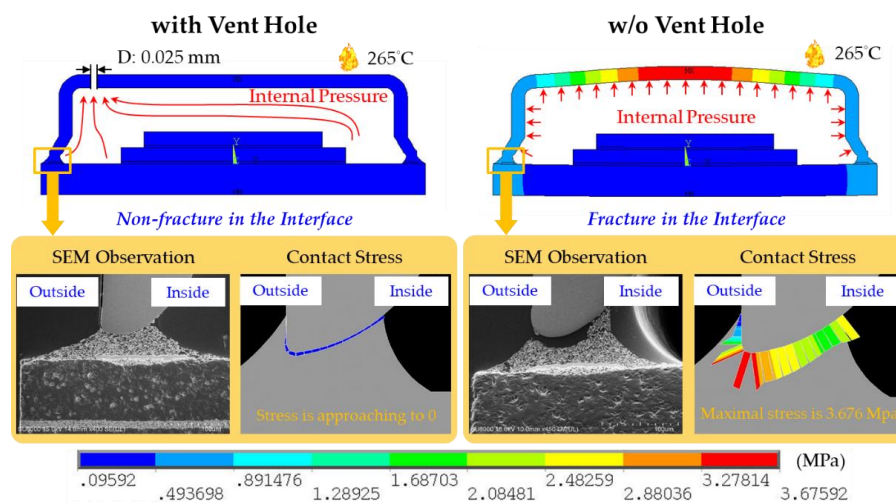 with Vent Hole
D: 0.025 mm
265°C
Internal Pressure
Y
Non-fracture in the Interface
SEM Observation
Contact Stress
Outside
Inside
Outside
Inside
Stress is approaching to 0
w/o Vent Hole
265°C
Internal Pressure
Y
Fracture in the Interface
SEM Observation
Contact Stress
Outside
Inside
Outside
Inside
Maximal stress is 3.676 Mpa
(MPa)
.09592 .891476 1.68703 2.48259 3.27814
.493698 1.28925 2.08481 2.88036 3.67592